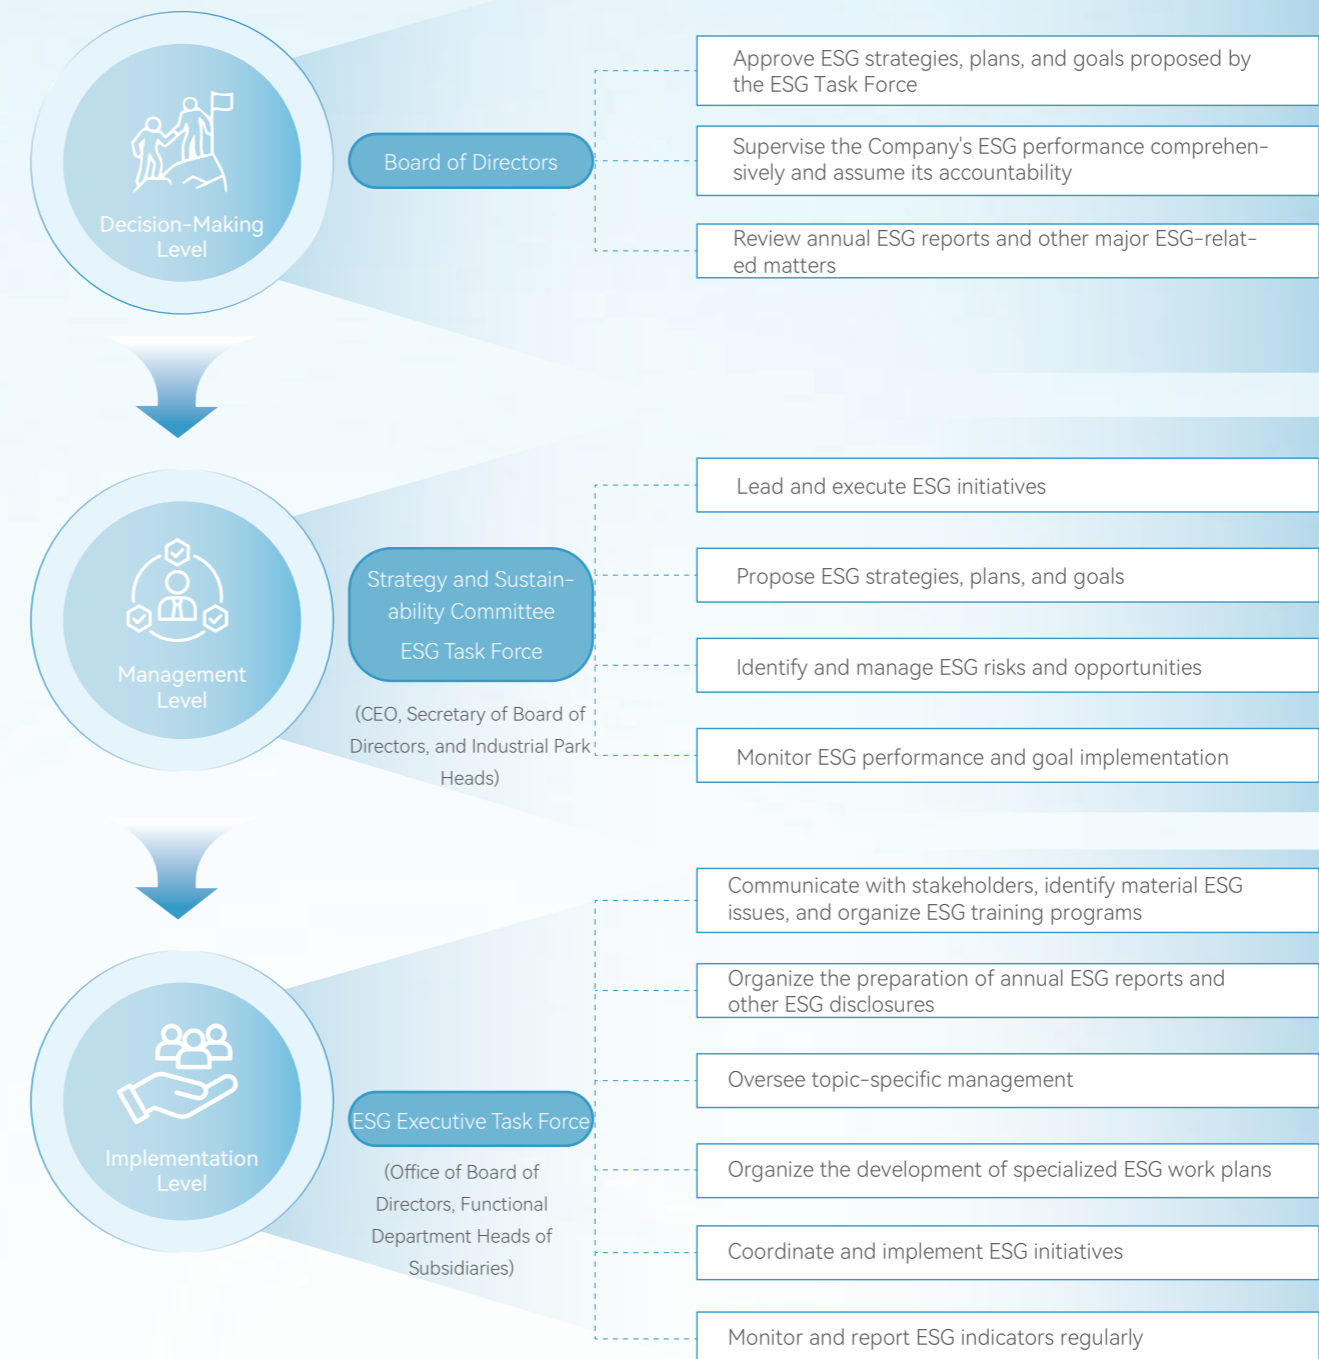 Decision-Making
Level
Board of Directors
Approve ESG strategies, plans, and goals proposed by
the ESG Task Force
Supervise the Company's ESG performance comprehen-
sively and assume its accountability
Review annual ESG reports and other major ESG-relat-
ed matters
Management
Level
Strategy and Sustain-
ability Committee
ESG Task Force
(CEO, Secretary of Board of
Directors, and Industrial Park
Heads)
Lead and execute ESG initiatives
Propose ESG strategies, plans, and goals
Identify and manage ESG risks and opportunities
Monitor ESG performance and goal implementation
Implementation
Level
ESG Executive Task Force
(Office of Board of
Directors, Functional
Department Heads of
Subsidiaries)
Communicate with stakeholders, identify material ESG
issues, and organize ESG training programs
Organize the preparation of annual ESG reports and
other ESG disclosures
Oversee topic-specific management
Organize the development of specialized ESG work plans
Coordinate and implement ESG initiatives
Monitor and report ESG indicators regularly